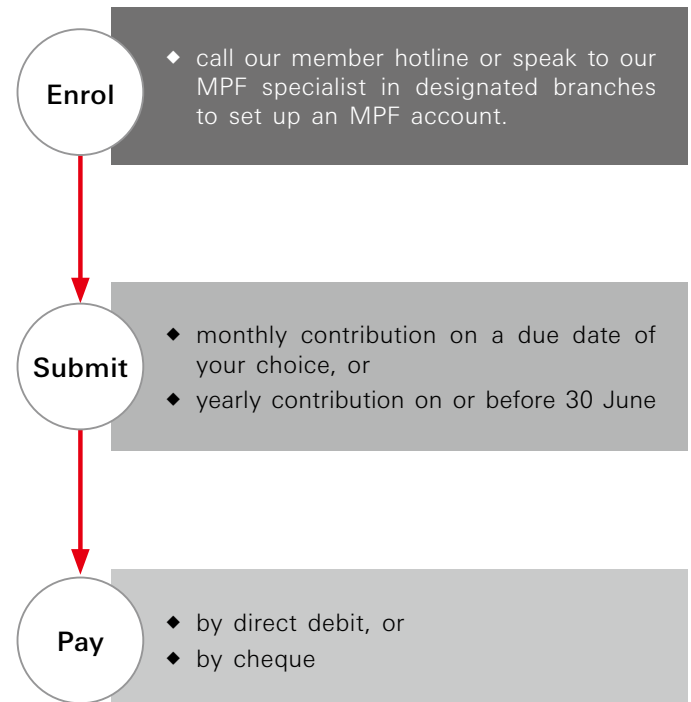 Enrol
◆ call our member hotline or speak to our
MPF specialist in designated branches
to set up an MPF account.
Submit
◆ monthly contribution on a due date of
your choice, or
◆ yearly contribution on or before 30 June
Pay
◆ by direct debit, or
◆ by cheque